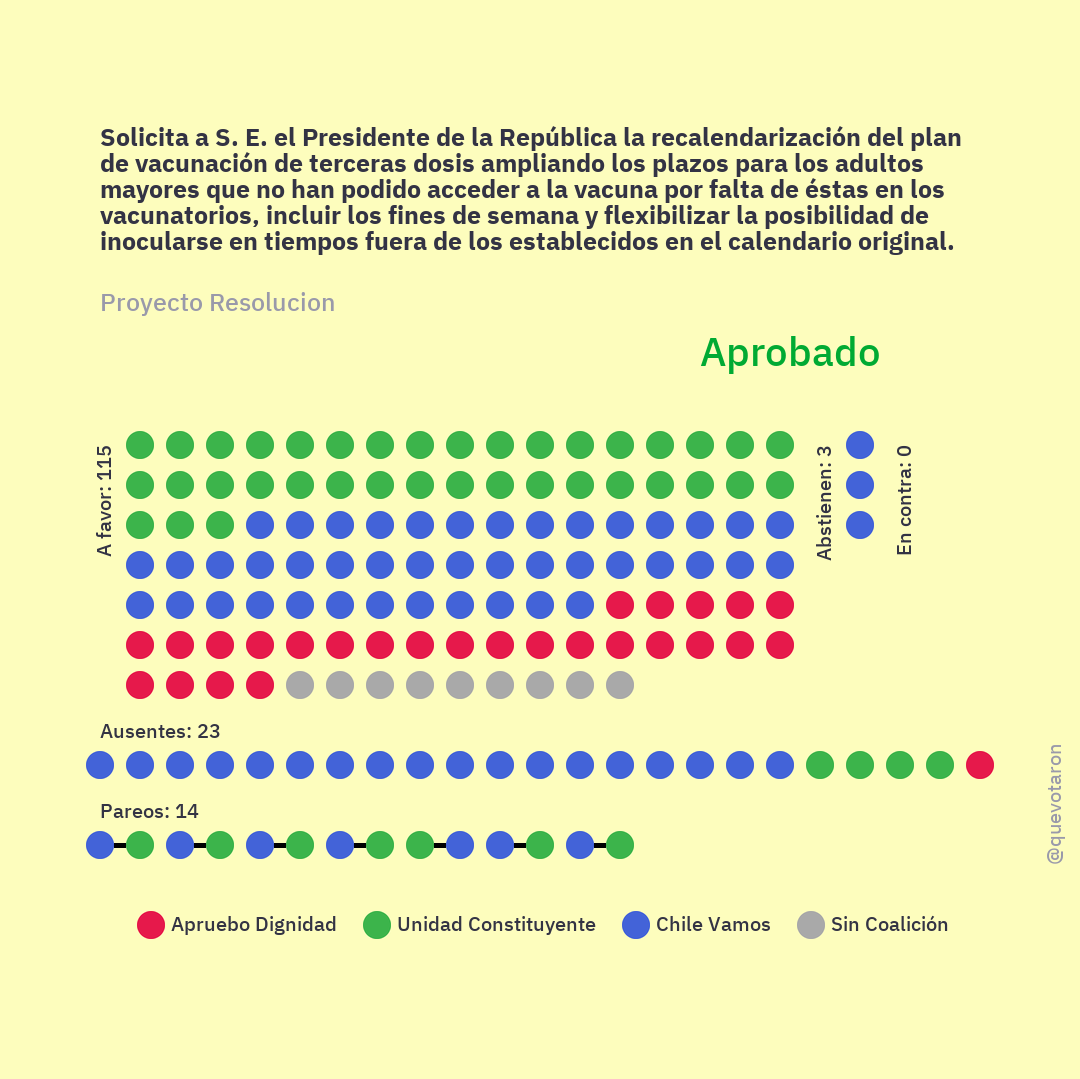 Solicita a S. E. el Presidente de la República la recalendarización del plan
de vacunación de terceras dosis ampliando los plazos para los adultos
mayores que no han podido acceder a la vacuna por falta de éstas en los
vacunatorios, incluir los fines de semana y flexibilizar la posibilidad de
inocularse en tiempos fuera de los establecidos en el calendario original.
Proyecto Resolucion
Aprobado
A favor: 115
Abstienen: 3
En contra: 0
Ausentes: 23
Pareos: 14
@quevotaron
Apruebo Dignidad
Unidad Constituyente
Chile Vamos
Sin Coalición